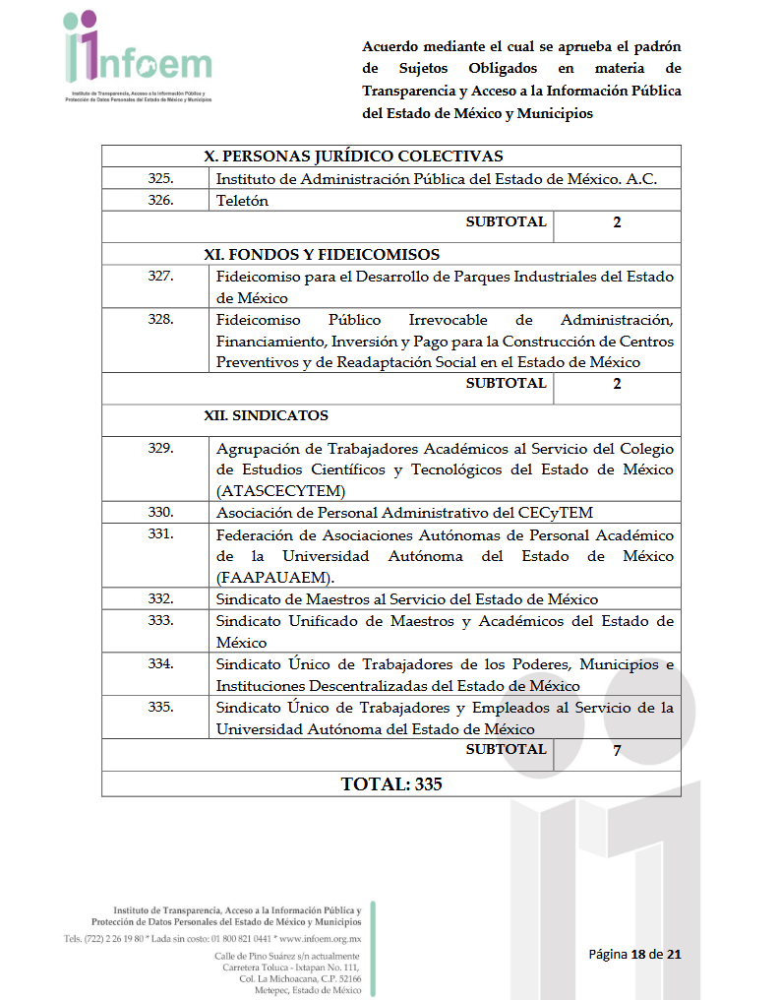 infoem
Instituto de Transparencia, Acceso a la Información Pública y
Protección de Datos Personales del Estado de México y Municipios
Acuerdo mediante el cual se aprueba el padrón
de Sujetos Obligados en materia de
Transparencia y Acceso a la Información Pública
del Estado de México y Municipios
X. PERSONAS JURÍDICO COLECTIVAS
325. Instituto de Administración Pública del Estado de México. A.C.
326. Teletón
SUBTOTAL 2
XI. FONDOS Y FIDEICOMISOS
327. Fideicomiso para el Desarrollo de Parques Industriales del Estado
de México
328. Fideicomiso Público Irrevocable de Administración,
Financiamiento, Inversión y Pago para la Construcción de Centros
Preventivos y de Readaptación Social en el Estado de México
SUBTOTAL 2
XII. SINDICATOS
329. Agrupación de Trabajadores Académicos al Servicio del Colegio
de Estudios Científicos y Tecnológicos del Estado de México
(ATASCECYTEM)
330. Asociación de Personal Administrativo del CECyTEM
331. Federación de Asociaciones Autónomas de Personal Académico
de la Universidad Autónoma del Estado de México
(FAAPAUAEM).
332. Sindicato de Maestros al Servicio del Estado de México
333. Sindicato Unificado de Maestros y Académicos del Estado de
México
334. Sindicato Único de Trabajadores de los Poderes, Municipios e
Instituciones Descentralizadas del Estado de México
335. Sindicato Único de Trabajadores y Empleados al Servicio de la
Universidad Autónoma del Estado de México
SUBTOTAL 7
TOTAL: 335
Instituto de Transparencia, Acceso a la Información Pública y
Protección de Datos Personales del Estado de México y Municipios
Tels. (722) 2 26 19 80 * Lada sin costo: 01 800 821 0441 * www.infoem.org.mx
Calle de Pino Suárez s/n actualmente
Carretera Toluca - Ixtapan No. 111,
Col. La Michoacana, C.P. 52166
Metepec, Estado de México
Página 18 de 21